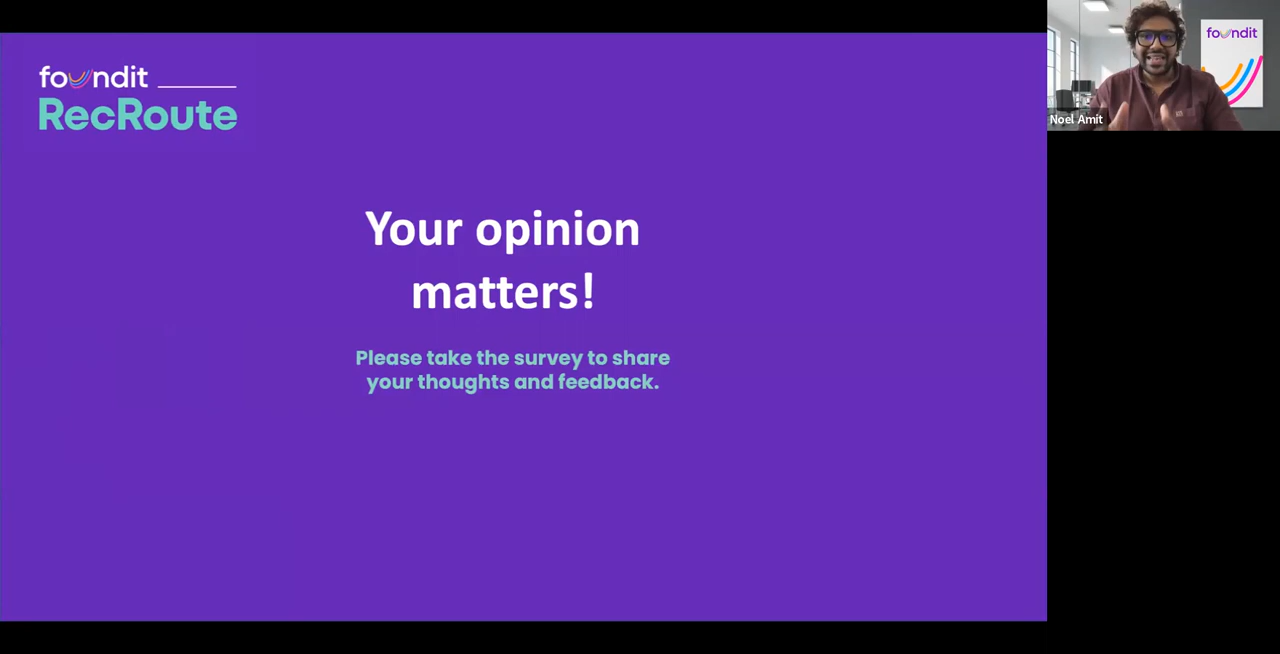 foundit
RecRoute
Your opinion
matters!
Please take the survey to share
your thoughts and feedback.
foundit
Noel Amit